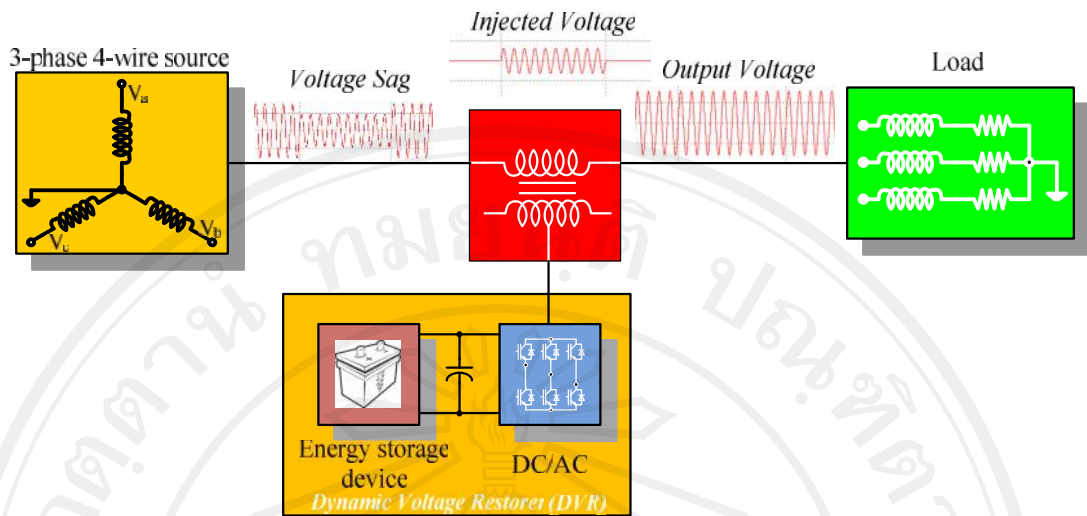 Injected Voltage
3-phase 4-wire source
Voltage Sag
Output Voltage
Load
Va
Vc
Vb
Energy storage
device
DC/AC
Dynamic Voltage Restorer (DVR)